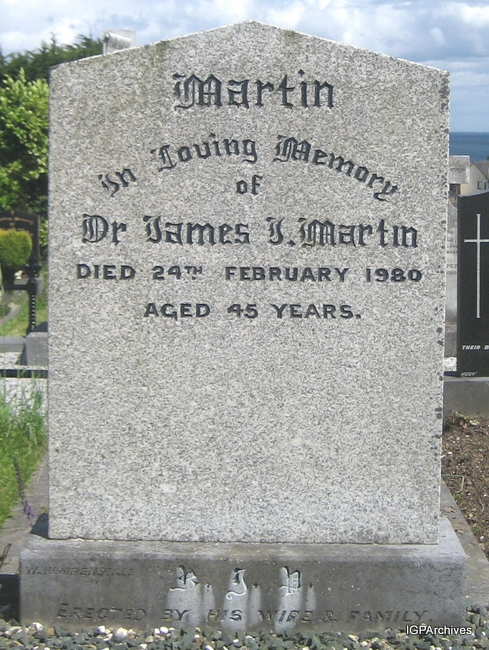 Martin
In Loving Memory
of
Dr James J. Martin
DIED 24TH FEBRUARY 1980
AGED 45 YEARS.
R. I. P.
ERECTED BY HIS WIFE & FAMILY
THEIR
IGPArchives